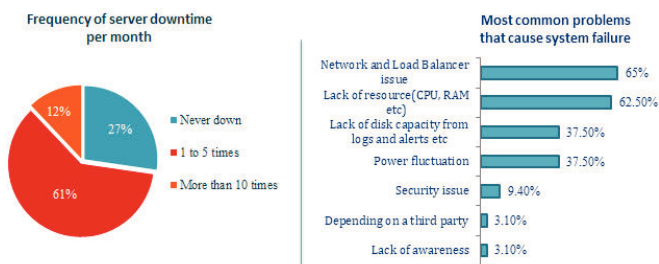 Frequency of server downtime
per month
12%
27%
61%
Never down
1 to 5 times
More than 10 times
Most common problems
that cause system failure
Network and Load Balancer
issue
65%
Lack of resource(CPU, RAM
etc)
62.50%
Lack of disk capacity from
logs and alerts etc
37.50%
Power fluctuation
37.50%
Security issue
9.40%
Depending on a third party
3.10%
Lack of awareness
3.10%